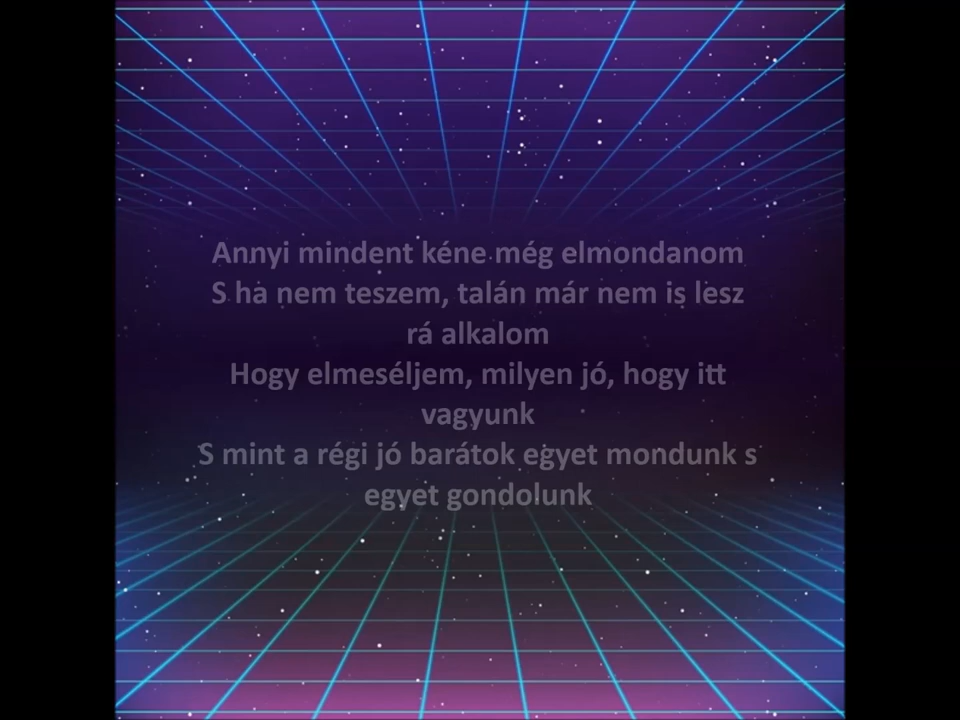 Annyi mindent kéne még elmondanom
S ha nem teszem, talán már nem is lesz
rá alkalom
Hogy elmeséljem, milyen jó, hogy itt
vagyunk
S mint a régi jó barátok egyet mondunk s
egyet gondolunk